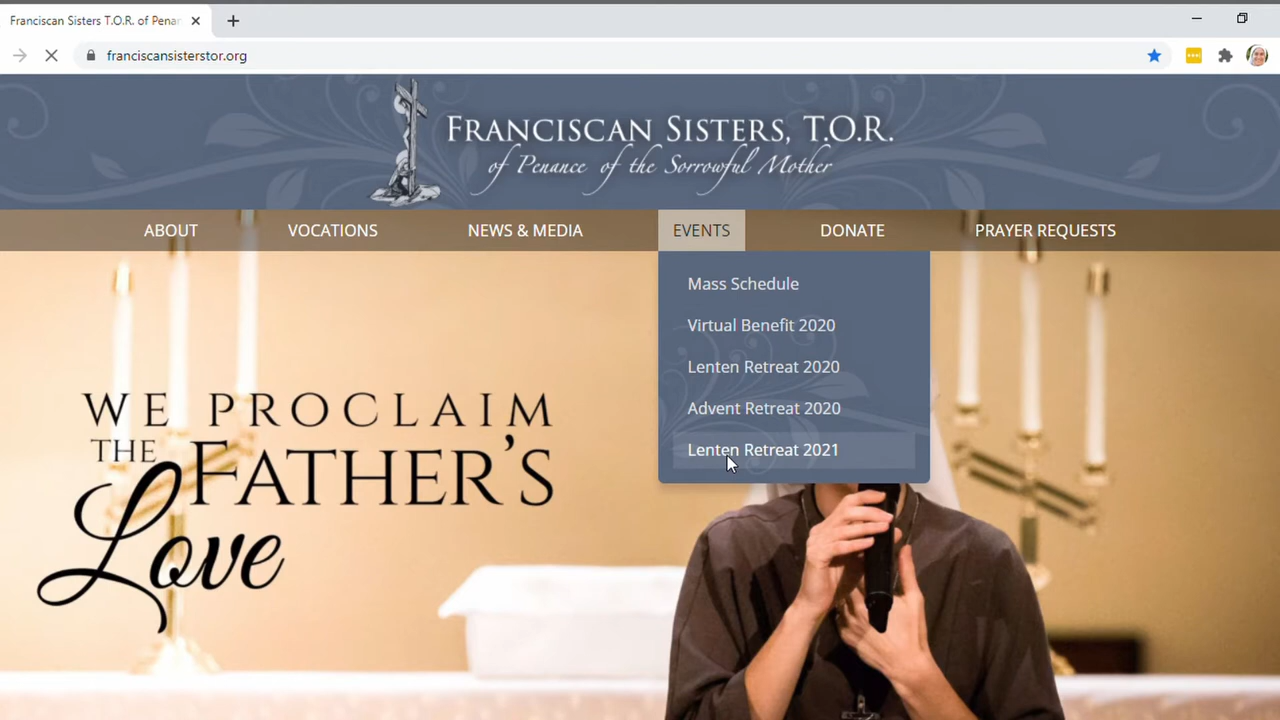 Franciscan Sisters T.O.R. of Penan
franciscansisterstor.org
FRANCISCAN SISTERS, T.O.R.
of Penance of the Sorrowful Mother
ABOUT VOCATIONS NEWS & MEDIA EVENTS DONATE PRAYER REQUESTS
Mass Schedule
Virtual Benefit 2020
Lenten Retreat 2020
Advent Retreat 2020
Lenten Retreat 2021
WE PROCLAIM
THE FATHER'S
Love